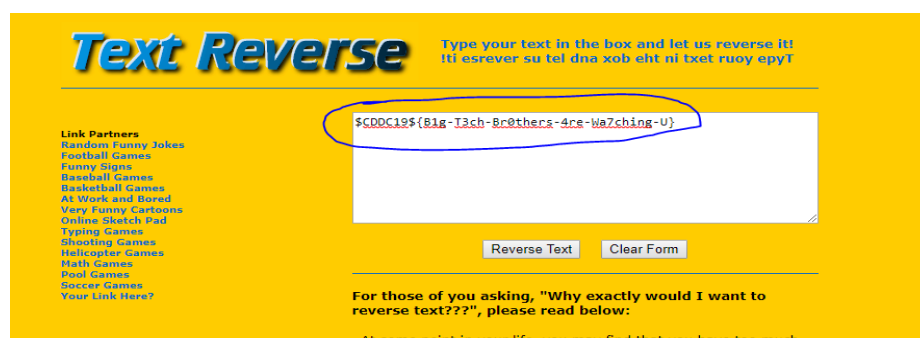 Text Reverse
Type your text in the box and let us reverse it!
!ti esrever su tel dna xob eht ni txet ruoy epyT
$CDDC19${B1g-T3ch-Br0thers-4re-Wa7ching-U}
Link Partners
Random Funny Jokes
Football Games
Funny Signs
Baseball Games
Basketball Games
At Work and Bored
Very Funny Cartoons
Online Sketch Pad
Typing Games
Shooting Games
Helicopter Games
Math Games
Pool Games
Soccer Games
Your Link Here?
Reverse Text Clear Form
For those of you asking, "Why exactly would I want to
reverse text???", please read below: